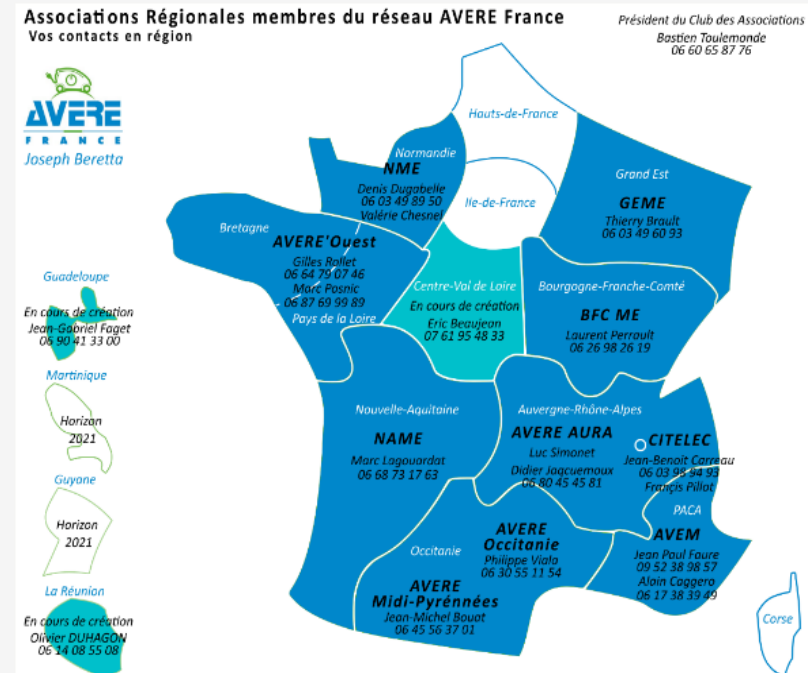 Associations Régionales membres du réseau AVERE France
Vos contacts en région
Président du Club des Associations
Bastien Toulemonde
06 60 65 87 76
AVERE
FRANCE
Joseph Beretta
Hauts-de-France
Normandie
NME
Denis Dugabelle
06 03 49 89 50
Valérie Chesnel
Ile-de-France
Grand Est
GEME
Thierry Brault
06 03 49 60 93
Bretagne
AVERE'Ouest
Gilles Rollet
06 64 79 07 46
Marc Posnic
06 87 69 99 89
Pays de la Loire
Centre-Val de Loire
En cours de création
Eric Beaujean
07 61 95 48 33
Bourgogne-Franche-Comté
BFC ME
Laurent Perrault
06 26 98 26 19
Guadeloupe
En cours de création
Jean-Gabriel Faget
06 90 41 33 00
Martinique
Horizon
2021
Guyane
Horizon
2021
La Réunion
En cours de création
Olivier DUHAGON
06 14 08 55 08
Nouvelle-Aquitaine
NAME
Marc Lagouardat
06 68 73 17 63
Auvergne-Rhône-Alpes
AVERE AURA
Luc Simonet
Didier Jaqcuemoux
06 80 45 45 81
CITELEC
Jean-Benoit Carreau
06 03 98 94 93
Françis Pillot
PACA
AVEM
Jean Paul Faure
09 52 38 98 57
Alain Caggero
06 17 38 39 49
Occitanie
AVERE
Occitanie
Philippe Viala
06 30 55 11 54
AVERE
Midi-Pyrénnées
Jean-Michel Bouat
06 45 56 37 01
Corse